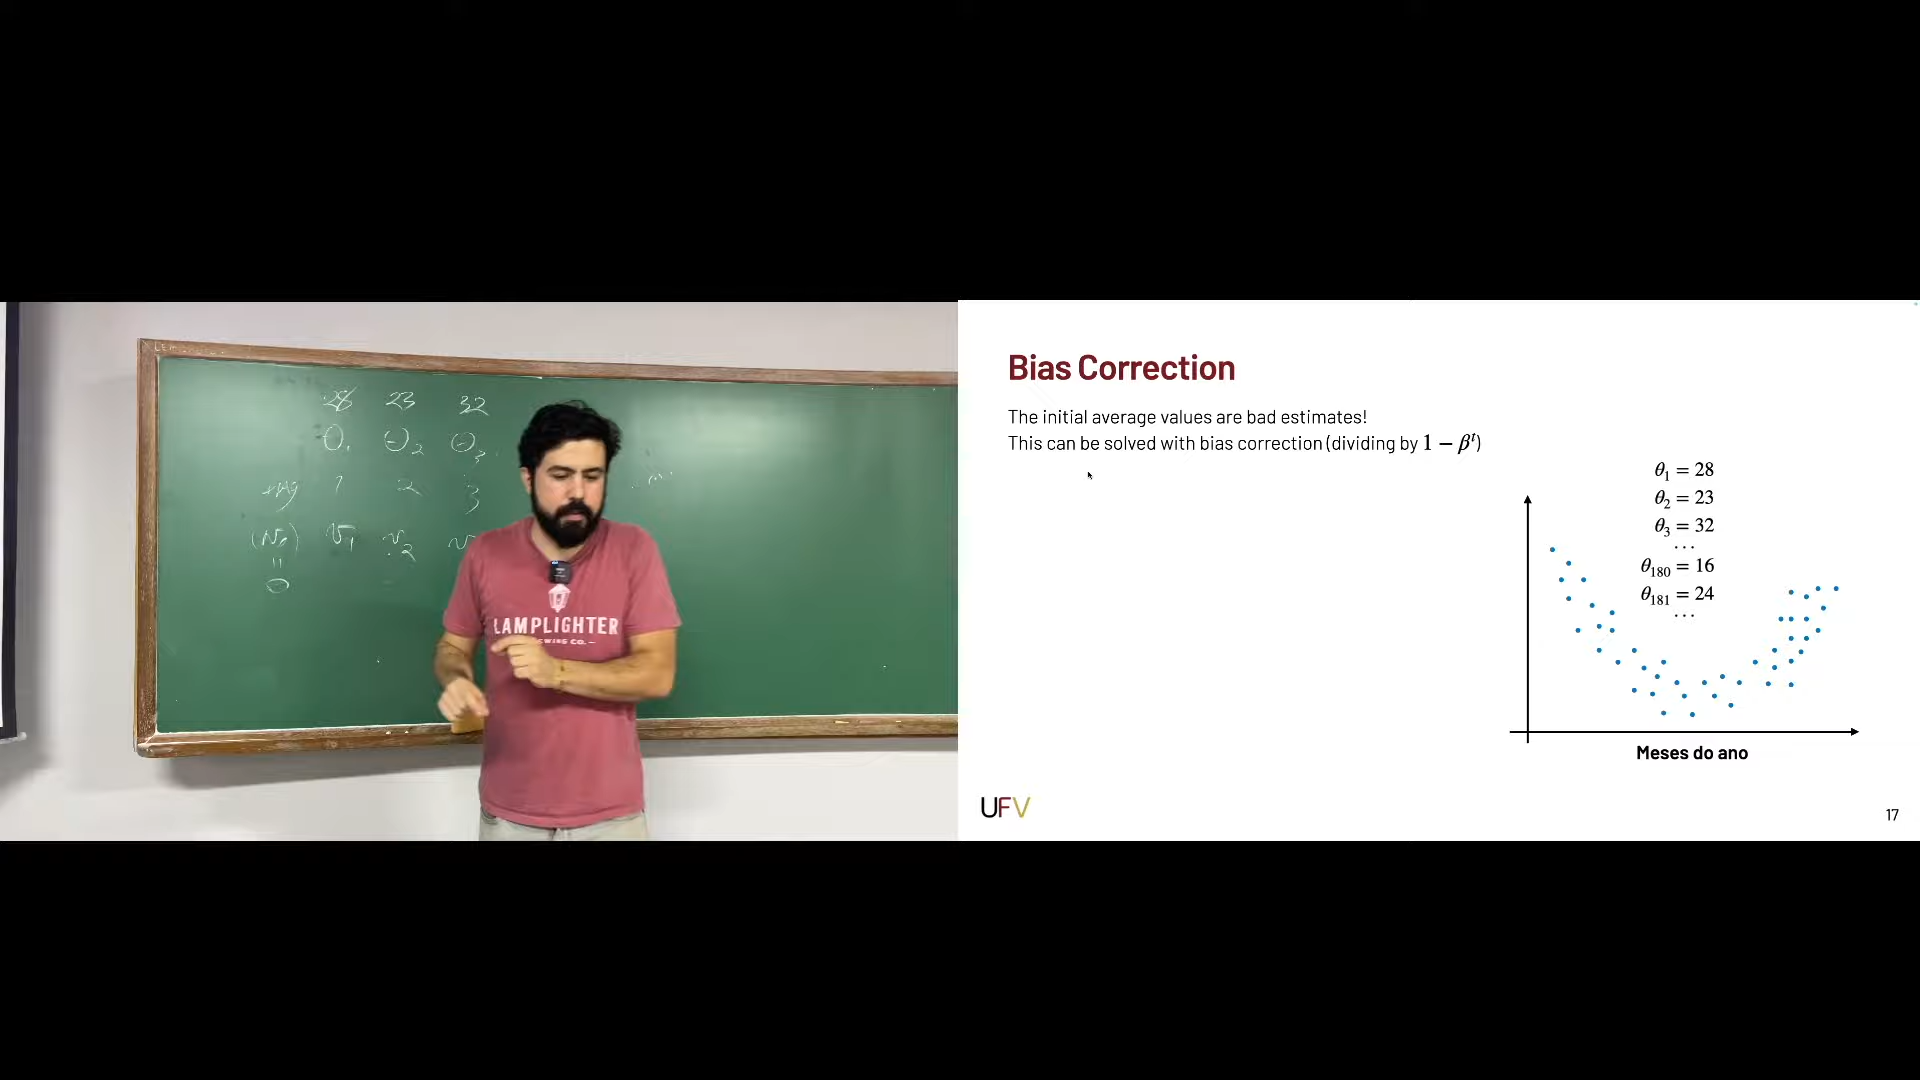 28 23 32
θ₁ θ₂ θ₃
1 2 3
(v₀) v₁ v₂ v
=
0
LAMPLIGHTER
WING CO. –
Bias Correction
The initial average values are bad estimates!
This can be solved with bias correction (dividing by 1 − βᵗ)
θ₁ = 28
θ₂ = 23
θ₃ = 32
...
θ₁₈₀ = 16
θ₁₈₁ = 24
...
Meses do ano
UFV
17